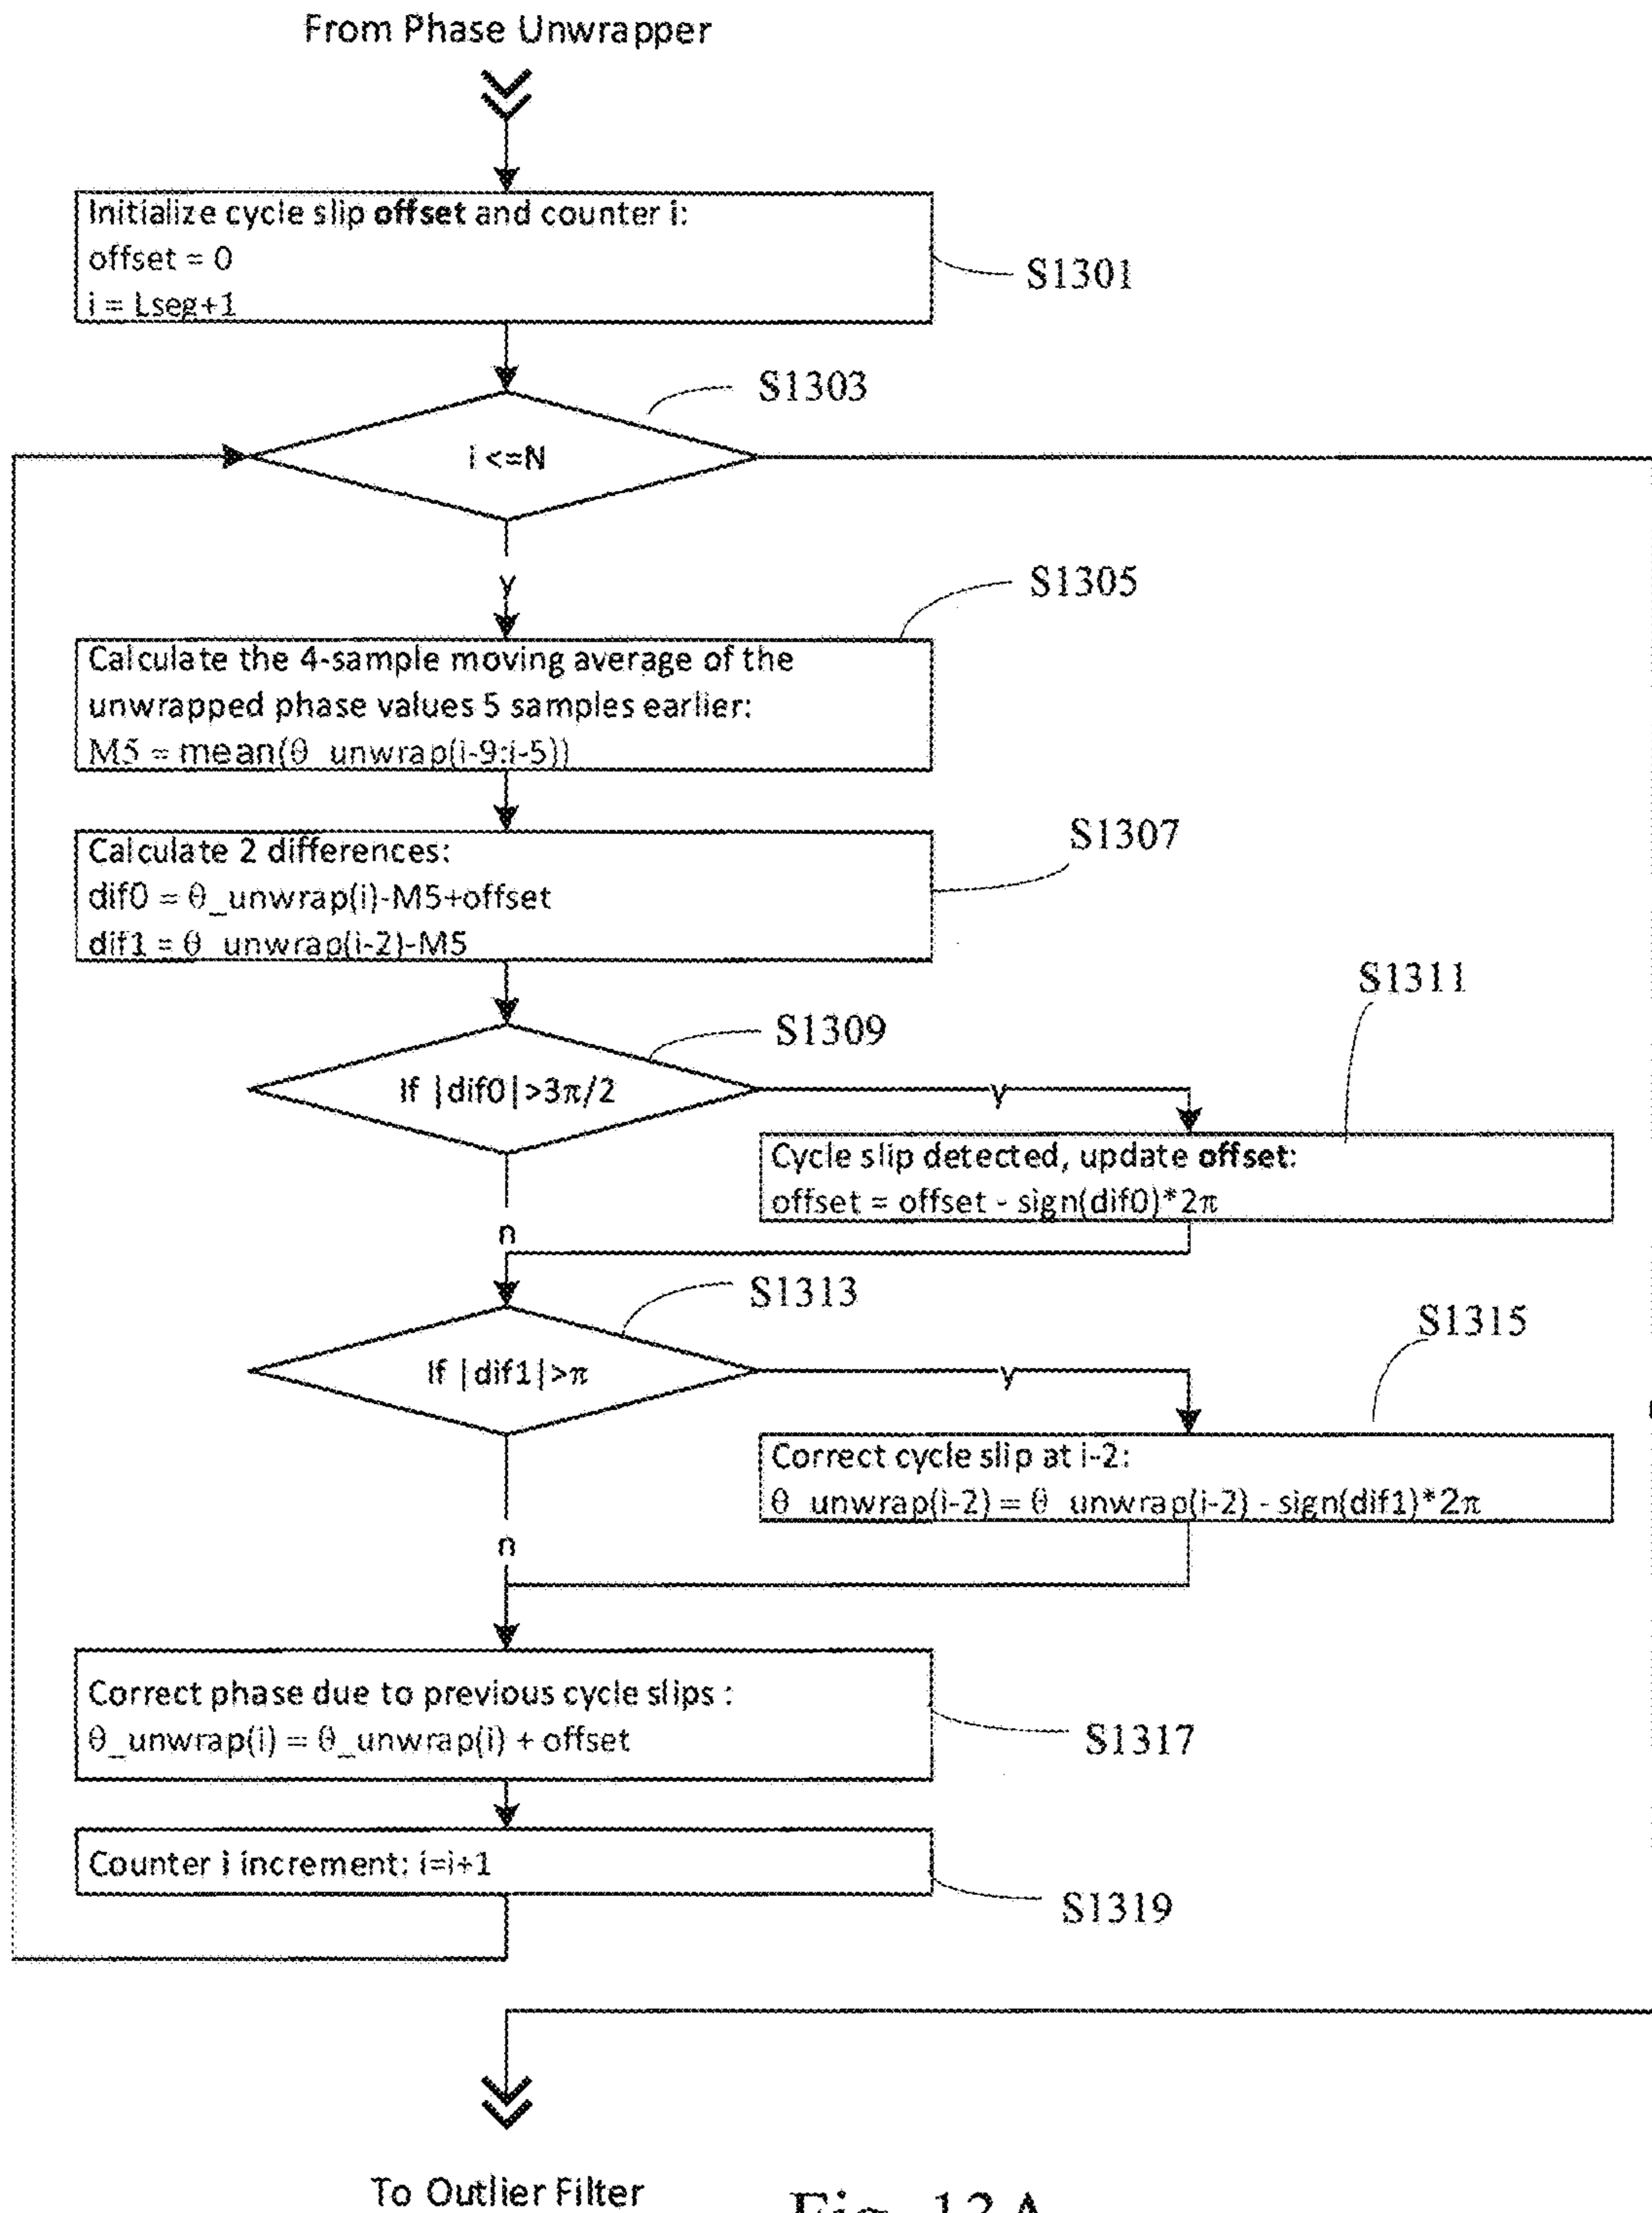 From Phase Unwrapper
Initialize cycle slip offset and counter i:
offset = 0
i = Lseg+1
S1301
S1303
i <=N
y
S1305
Calculate the 4-sample moving average of the
unwrapped phase values 5 samples earlier:
M5 = mean(θ_unwrap(i-9:i-5))
S1307
Calculate 2 differences:
dif0 = θ_unwrap(i)-M5+offset
dif1 = θ_unwrap(i-2)-M5
S1311
S1309
If |dif0|>3π/2
y
Cycle slip detected, update offset:
offset = offset - sign(dif0)*2π
n
S1313
S1315
If |dif1|>π
y
Correct cycle slip at i-2:
θ_unwrap(i-2) = θ_unwrap(i-2) - sign(dif1)*2π
n
Correct phase due to previous cycle slips :
θ_unwrap(i) = θ_unwrap(i) + offset
S1317
Counter i increment: i=i+1
S1319
To Outlier Filter
Fig. 13A